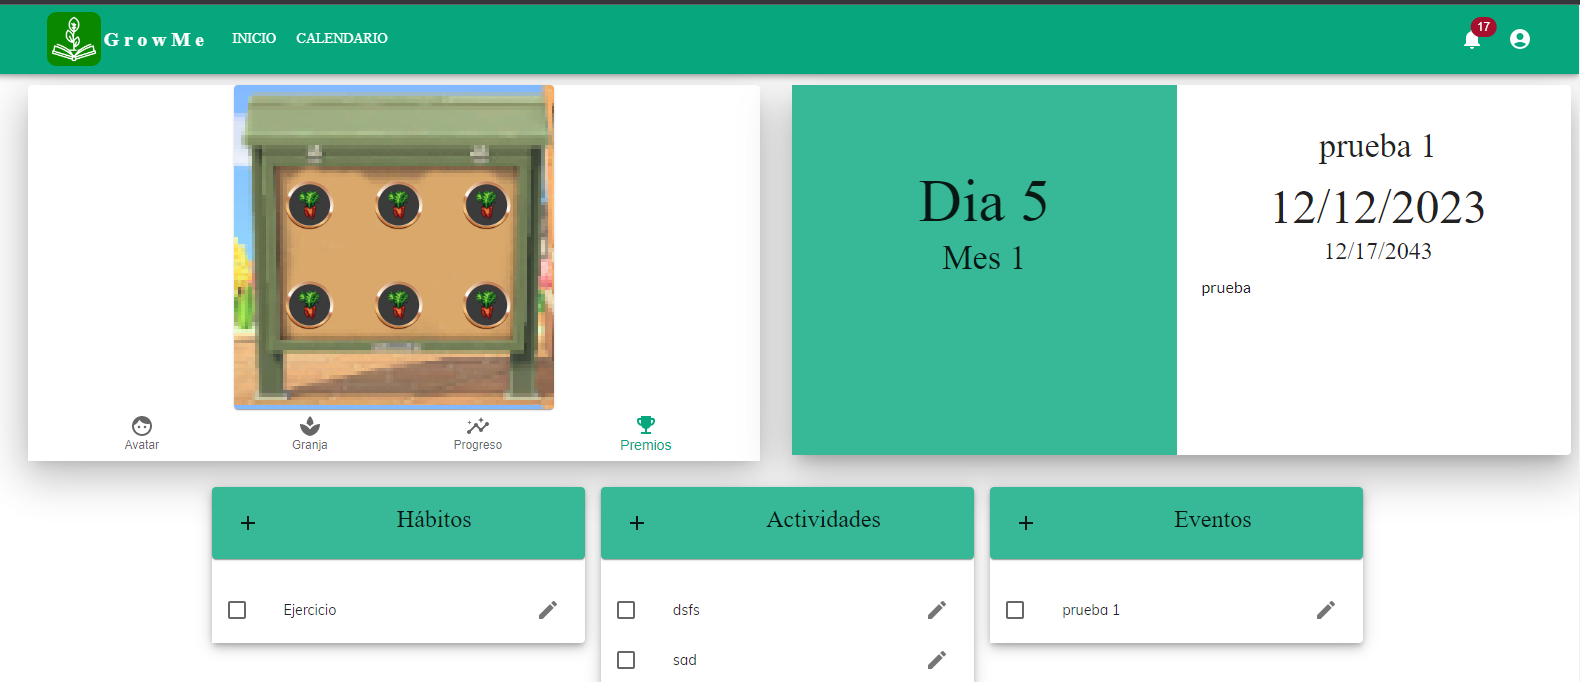 GrowMe
INICIO
CALENDARIO
17
Dia 5
Mes 1
prueba 1
12/12/2023
12/17/2043
prueba
Avatar
Granja
Progreso
Premios
Hábitos
Ejercicio
Actividades
dsfs
sad
Eventos
prueba 1